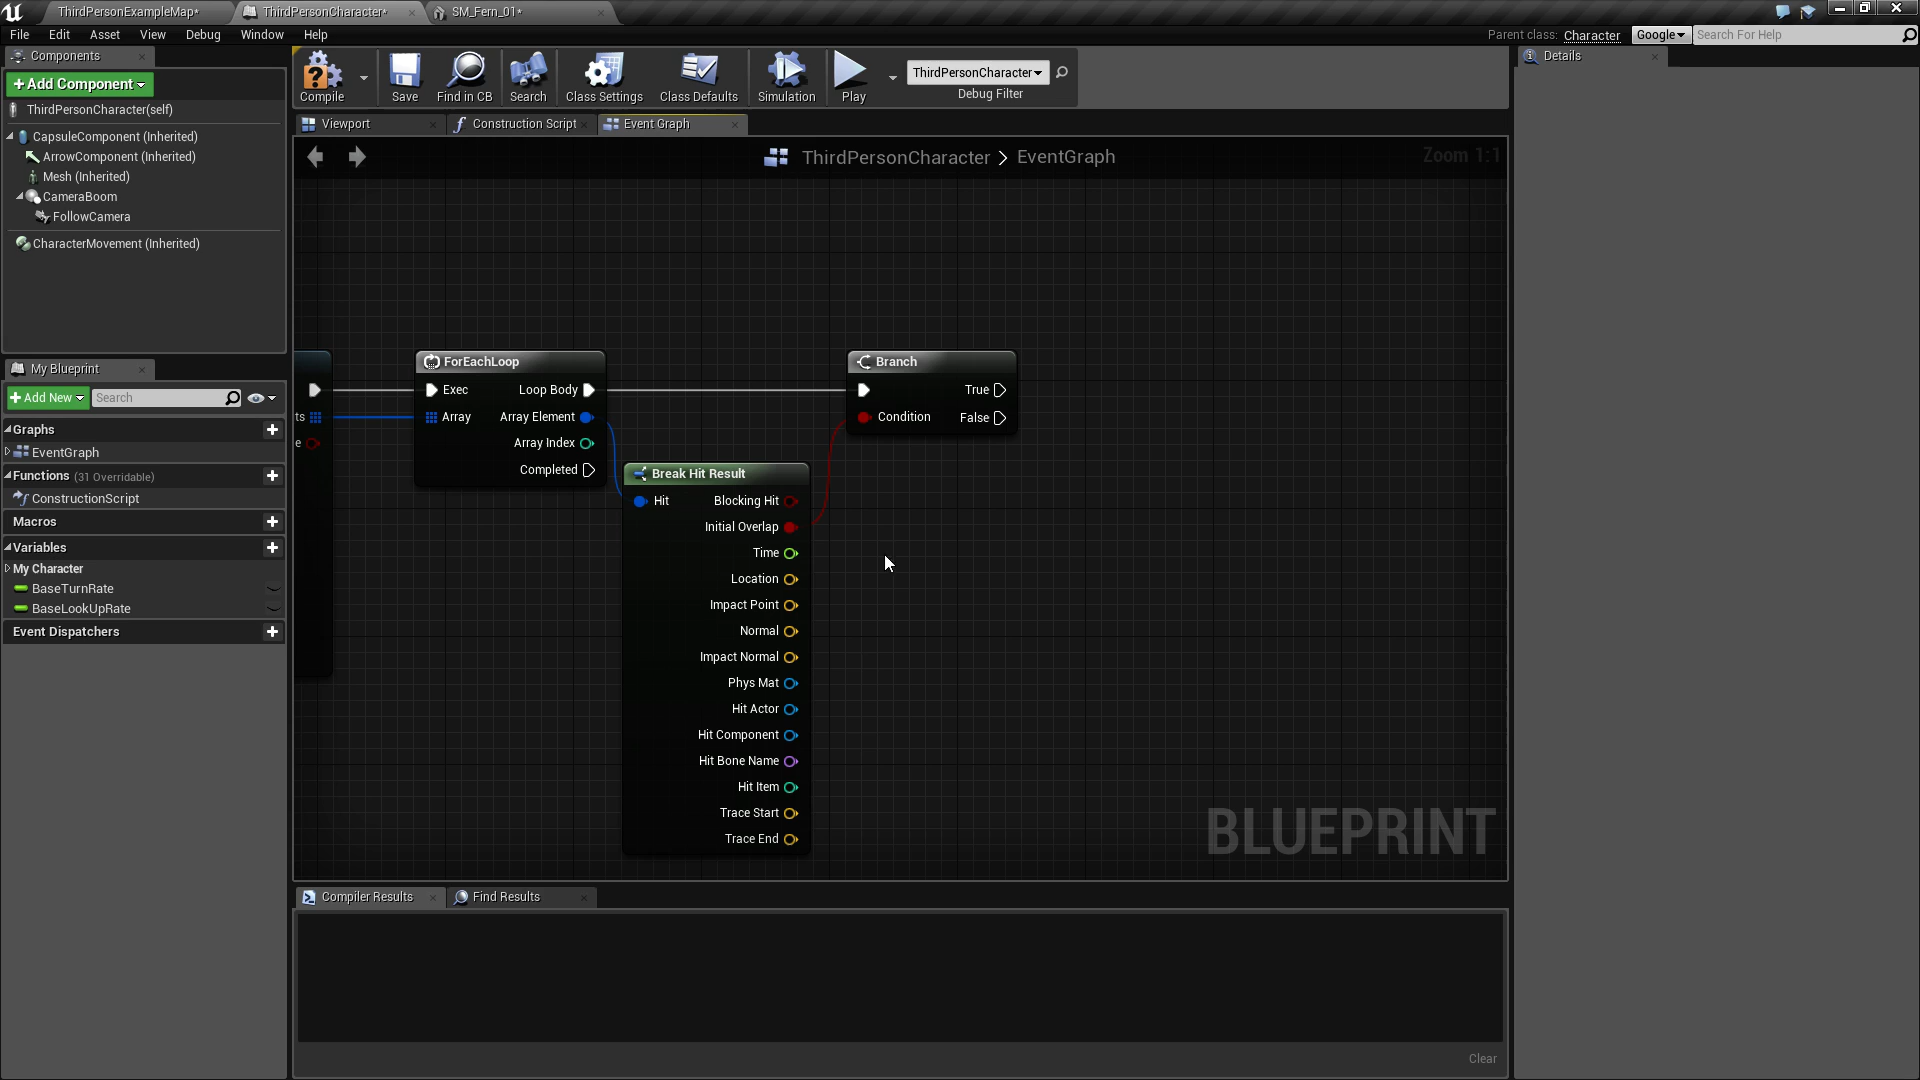 ThirdPersonExampleMap*
ThirdPersonCharacter*
SM_Fern_01*
File Edit Asset View Debug Window Help
Parent class: Character
Google
Search For Help
Components
Add Component
ThirdPersonCharacter(self)
CapsuleComponent (Inherited)
ArrowComponent (Inherited)
Mesh (Inherited)
CameraBoom
FollowCamera
CharacterMovement (Inherited)
Compile
Save
Find in CB
Search
Class Settings
Class Defaults
Simulation
Play
ThirdPersonCharacter
Debug Filter
Details
Viewport
Construction Script
Event Graph
ThirdPersonCharacter > EventGraph
Zoom 1:1
My Blueprint
Add New
Search
Graphs
EventGraph
Functions (31 Overridable)
ConstructionScript
Macros
Variables
My Character
BaseTurnRate
BaseLookUpRate
Event Dispatchers
ts
e
ForEachLoop
Exec Loop Body
Array Array Element
Array Index
Completed
Break Hit Result
Hit Blocking Hit
Initial Overlap
Time
Location
Impact Point
Normal
Impact Normal
Phys Mat
Hit Actor
Hit Component
Hit Bone Name
Hit Item
Trace Start
Trace End
Branch
True
Condition False
BLUEPRINT
Compiler Results
Find Results
Clear